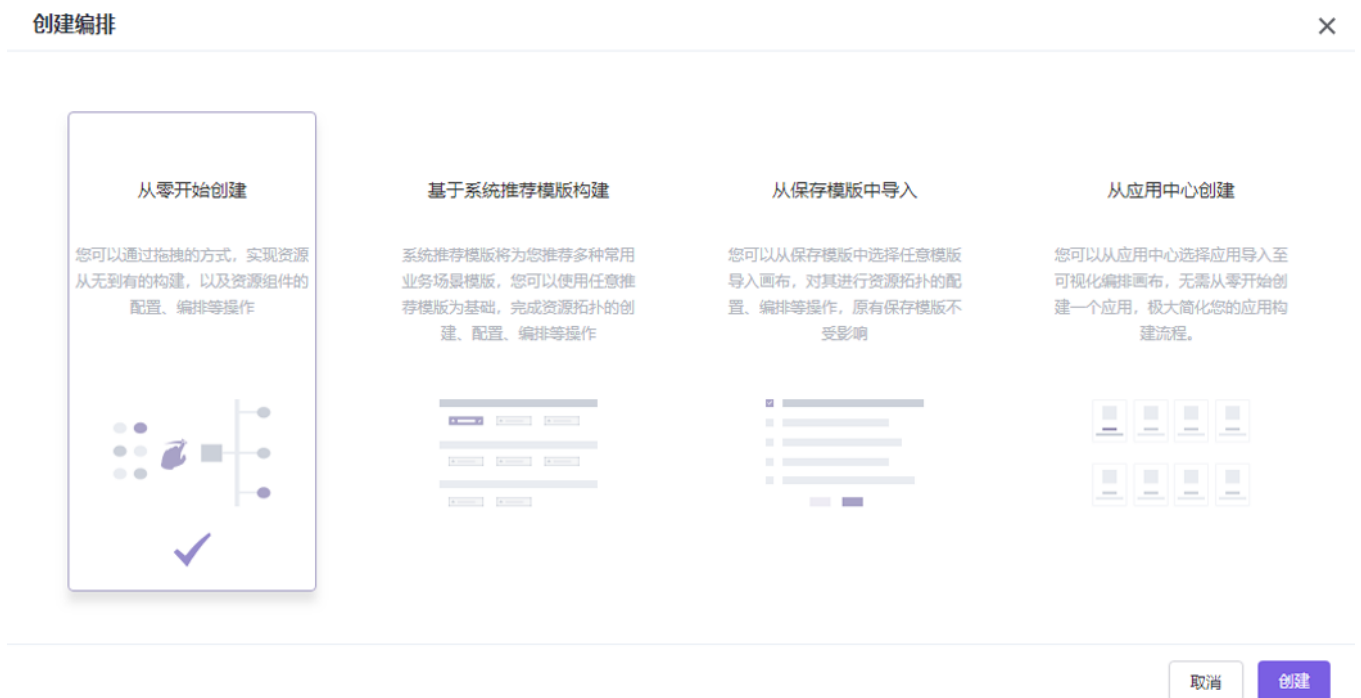 创建编排
从零开始创建
您可以通过拖拽的方式，实现资源
从无到有的构建，以及资源组件的
配置、编排等操作
基于系统推荐模版构建
系统推荐模版将为您推荐多种常用
业务场景模版，您可以使用任意推
荐模版为基础，完成资源拓扑的创
建、配置、编排等操作
从保存模版中导入
您可以从保存模版中选择任意模版
导入画布，对其进行资源拓扑的配
置、编排等操作，原有保存模版不
受影响
从应用中心创建
您可以从应用中心选择应用导入至
可视化编排画布，无需从零开始创
建一个应用，极大简化您的应用构
建流程。
取消
创建